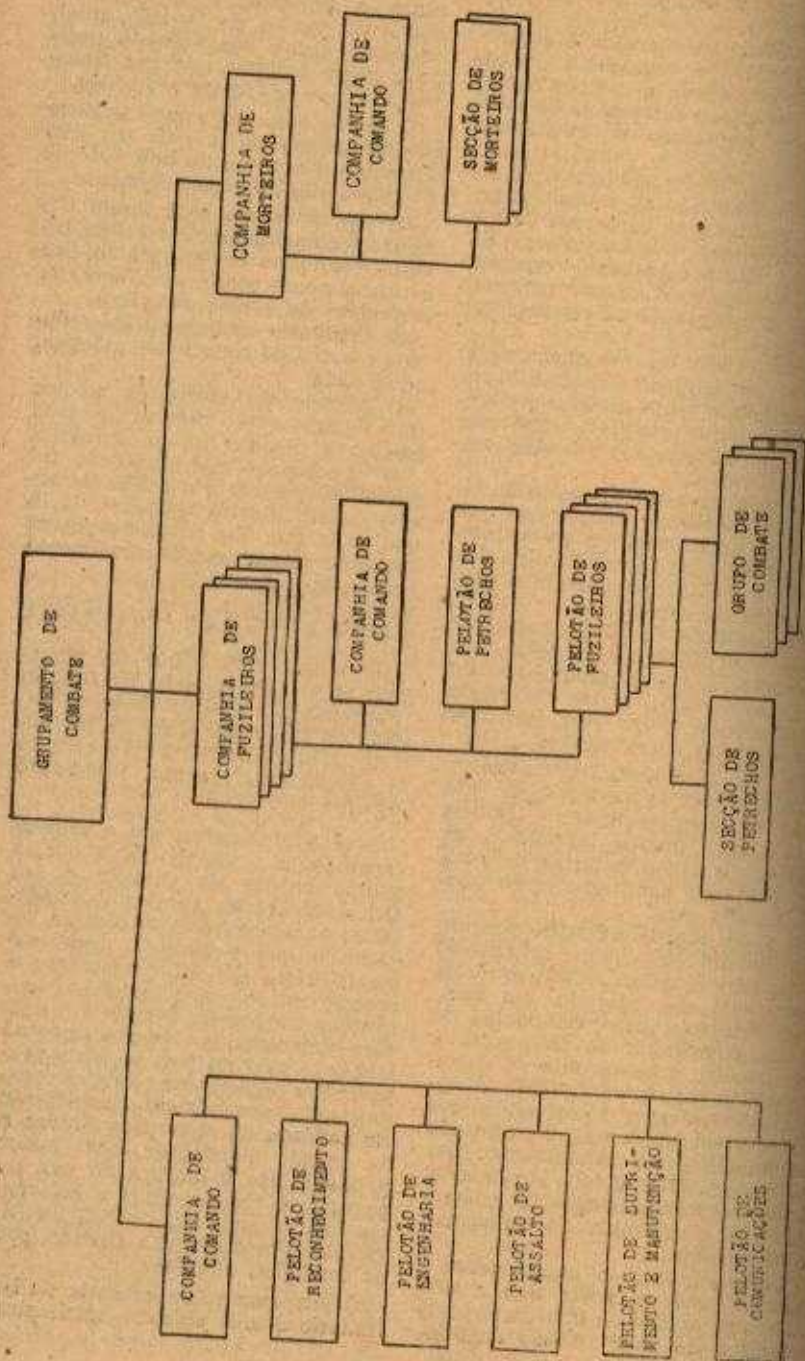 GRUPAMENTO DE
COMBATE
COMPANHIA DE
COMANDO
PELOTÃO DE
RECONHECIMENTO
PELOTÃO DE
ENGENHARIA
PELOTÃO DE
ASSALTO
PELOTÃO DE SUPRI-
MENTO E MANUTENÇÃO
PELOTÃO DE
COMUNICAÇÕES
COMPANHIA DE
FUZILEIROS
COMPANHIA DE
COMANDO
PELOTÃO DE
PETRECHOS
PELOTÃO DE
FUZILEIROS
SECÇÃO DE
PETRECHOS
GRUPO DE
COMBATE
COMPANHIA DE
MORTEIROS
COMPANHIA DE
COMANDO
SECÇÃO DE
MORTEIROS